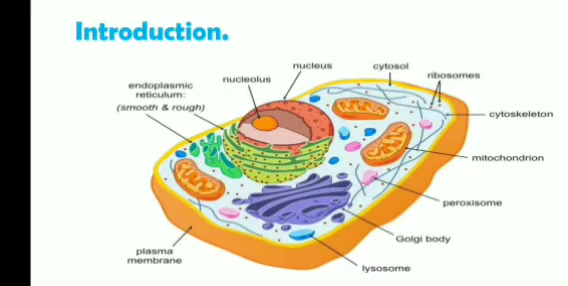 Introduction.
nucleus
cytosol
ribosomes
nucleolus
endoplasmic
reticulum:
(smooth & rough)
cytoskeleton
mitochondrion
peroxisome
Golgi body
plasma
membrane
lysosome